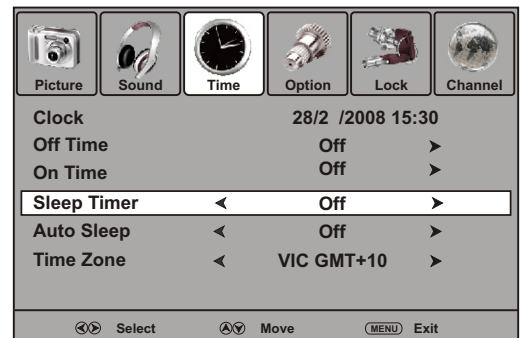 Picture Sound Time Option Lock Channel
Clock 28/2 /2008 15:30
Off Time Off
On Time Off
Sleep Timer Off
Auto Sleep Off
Time Zone VIC GMT+10
Select Move MENU Exit